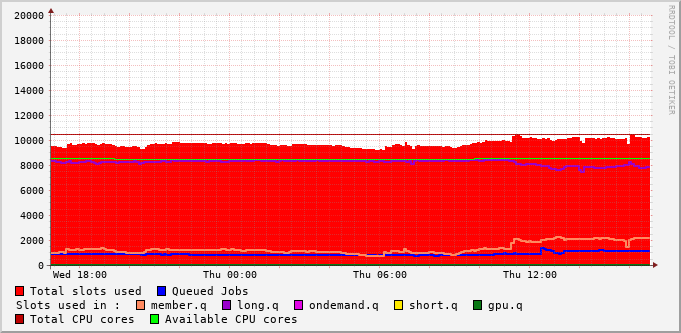 20000
18000
16000
14000
12000
10000
8000
6000
4000
2000
0
Wed 18:00 Thu 00:00 Thu 06:00 Thu 12:00
Total slots used Queued Jobs
Slots used in : member.q long.q ondemand.q short.q gpu.q
Total CPU cores Available CPU cores
RRDTOOL / TOBI OETIKER